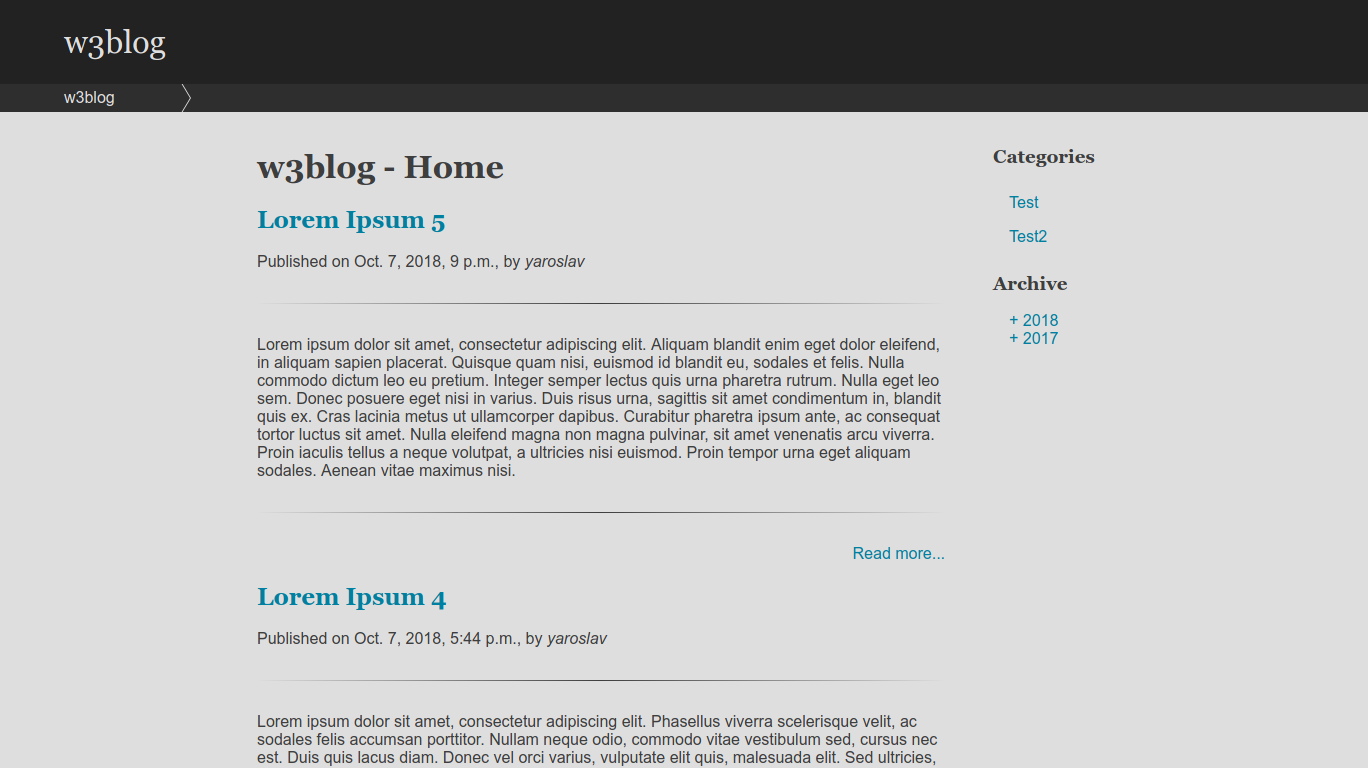 w3blog
w3blog
w3blog - Home
Lorem Ipsum 5
Published on Oct. 7, 2018, 9 p.m., by yaroslav
Lorem ipsum dolor sit amet, consectetur adipiscing elit. Aliquam blandit enim eget dolor eleifend,
in aliquam sapien placerat. Quisque quam nisi, euismod id blandit eu, sodales et felis. Nulla
commodo dictum leo eu pretium. Integer semper lectus quis urna pharetra rutrum. Nulla eget leo
sem. Donec posuere eget nisi in varius. Duis risus urna, sagittis sit amet condimentum in, blandit
quis ex. Cras lacinia metus ut ullamcorper dapibus. Curabitur pharetra ipsum ante, ac consequat
tortor luctus sit amet. Nulla eleifend magna non magna pulvinar, sit amet venenatis arcu viverra.
Proin iaculis tellus a neque volutpat, a ultricies nisi euismod. Proin tempor urna eget aliquam
sodales. Aenean vitae maximus nisi.
Read more...
Lorem Ipsum 4
Published on Oct. 7, 2018, 5:44 p.m., by yaroslav
Lorem ipsum dolor sit amet, consectetur adipiscing elit. Phasellus viverra scelerisque velit, ac
sodales felis accumsan porttitor. Nullam neque odio, commodo vitae vestibulum sed, cursus nec
est. Duis quis lacus diam. Donec vel orci varius, vulputate elit quis, malesuada elit. Sed ultricies,
Categories
Test
Test2
Archive
+ 2018
+ 2017